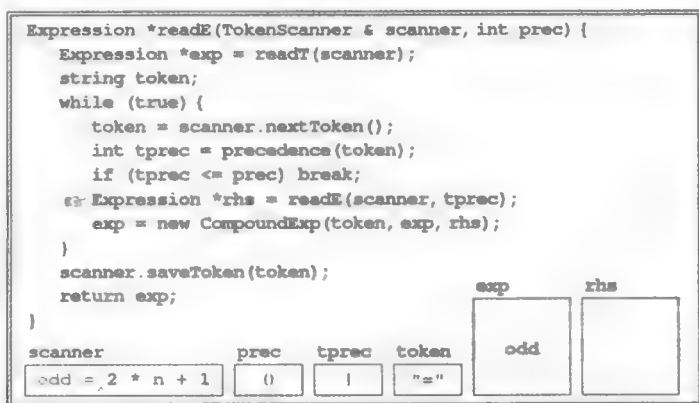 Expression *readE(TokenScanner & scanner, int prec) {
Expression *exp = readT(scanner);
string token;
while (true) {
token = scanner.nextToken();
int tprec = precedence(token);
if (tprec <= prec) break;
☞ Expression *rhs = readE(scanner, tprec);
exp = new CompoundExp(token, exp, rhs);
}
scanner.saveToken(token);
return exp;
}
exp rhs
scanner prec tprec token
odd
odd =^ 2 * n + 1 0 1 "="